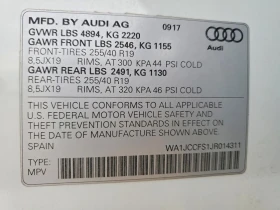 MFD. BY AUDI AG 0917
GVWR LBS 4894, KG 2220
GAWR FRONT LBS 2546, KG 1155
FRONT-TIRES 255/40 R19
8,5JX19 RIMS, AT 300 KPA 44 PSI COLD
Audi
GAWR REAR LBS 2491, KG 1130
REAR-TIRES 255/40 R19
8,5JX19 RIMS, AT 320 KPA 46 PSI COLD
THIS VEHICLE CONFORMS TO ALL APPLICABLE
U.S. FEDERAL MOTOR VEHICLE SAFETY AND
THEFT PREVENTION STANDARDS IN EFFECT ON
THE DATE OF MANUFACTURE SHOWN ABOVE.
SPAIN WA1JCCFS1JR014311
TYPE:
MPV